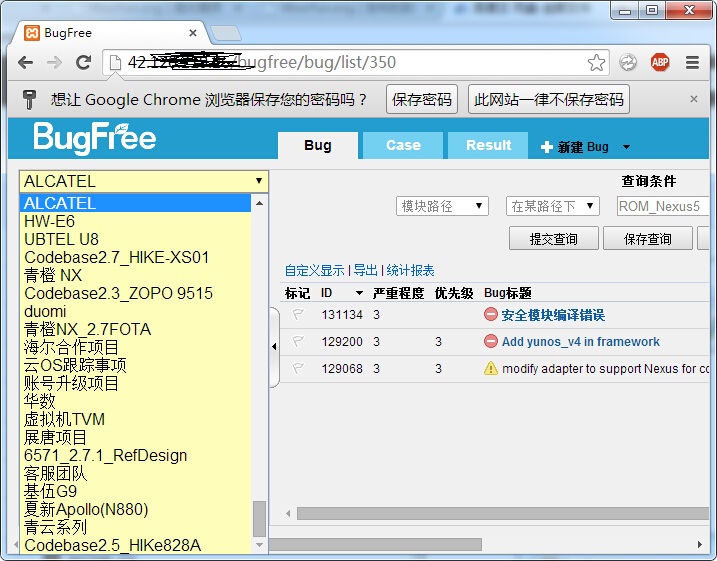 BugFree
/bugfree/bug/list/350
ABP
想让 Google Chrome 浏览器保存您的密码吗？ 保存密码 此网站一律不保存密码
BugFree
Bug Case Result 新建 Bug
ALCATEL
ALCATEL
HW-E6
UBTEL U8
Codebase2.7_HIKE-XS01
青橙 NX
Codebase2.3_ZOPO 9515
duomi
青橙NX_2.7FOTA
海尔合作项目
云OS跟踪事项
账号升级项目
华数
虚拟机TVM
展唐项目
6571_2.7.1_RefDesign
客服团队
基伍G9
夏新Apollo(N880)
青云系列
Codebase2.5_HIKe828A
查询条件
模块路径 在某路径下 ROM_Nexus5
提交查询 保存查询
自定义显示 | 导出 | 统计报表
标记 ID 严重程度 优先级 Bug标题
131134 3 安全模块编译错误
129200 3 3 Add yunos_v4 in framework
129068 3 3 modify adapter to support Nexus for co